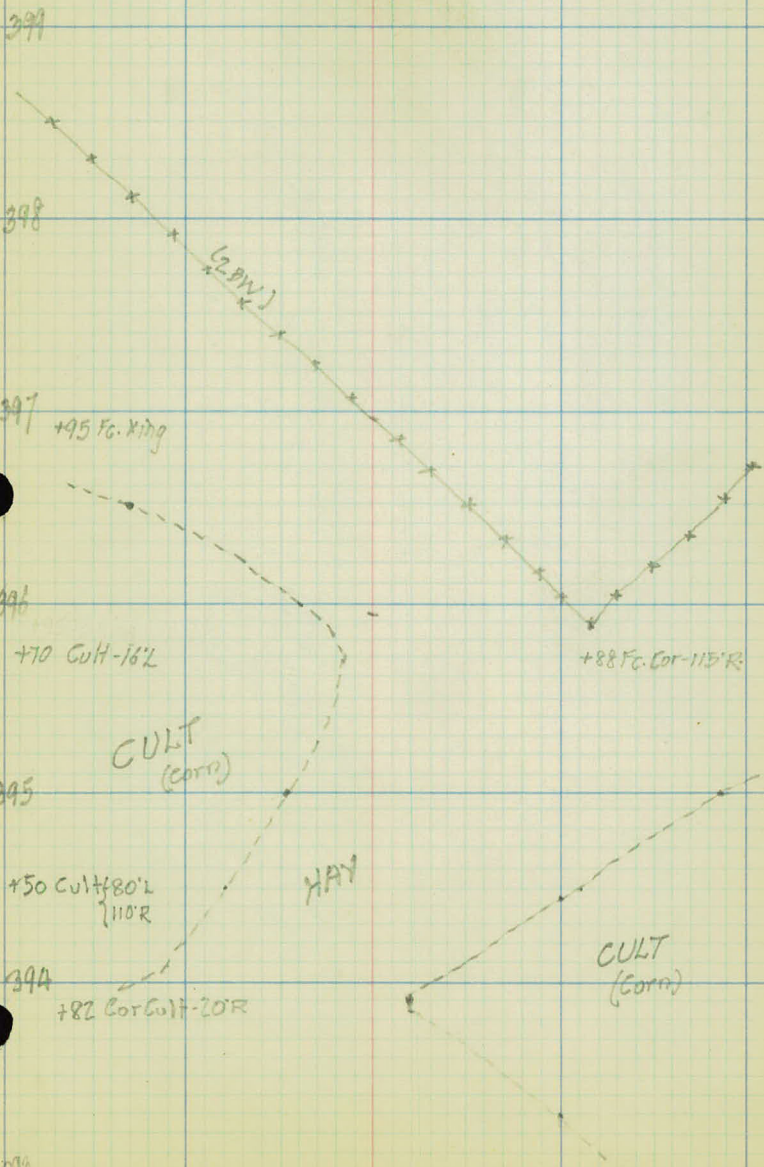 399
398
(2BW)
397
+95 Fc. Xing
396
+70 Cult-16'L
+88 Fc. Cor-115'R.
CULT
(corn)
395
+50 Cult {80'L
{110'R
HAY
CULT
(Corn)
394
+82 Cor Cult-20'R